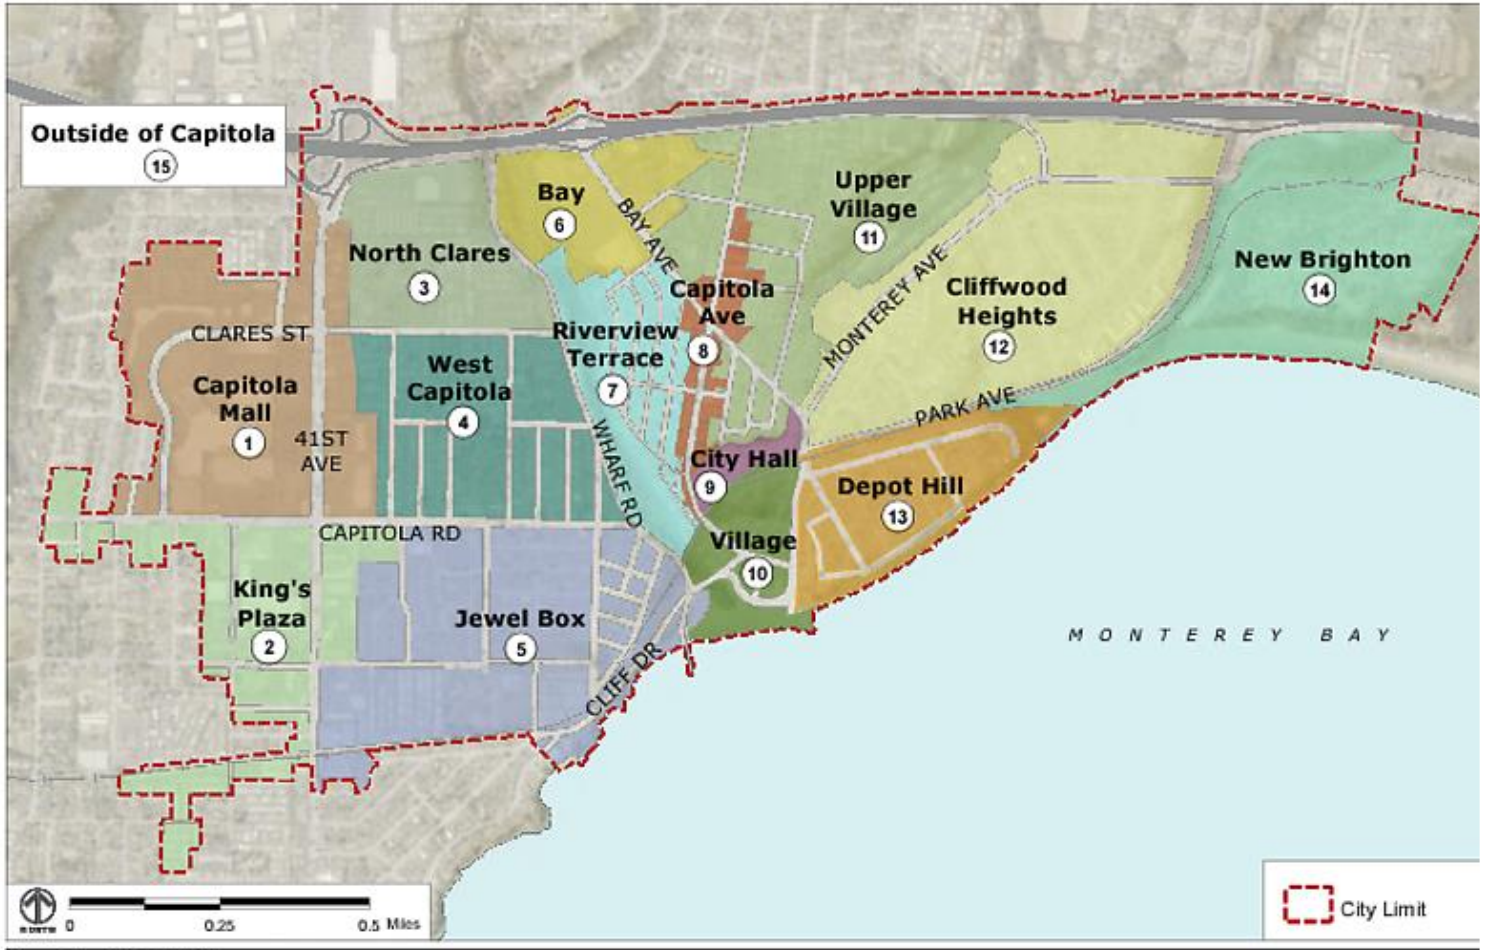 Outside of Capitola
15
Bay
6
BAY AVE
Upper
Village
11
North Clares
3
Capitola
Ave
8
MONTEREY AVE
Cliffwood
Heights
12
New Brighton
14
CLARES ST
Riverview
Terrace
7
West
Capitola
4
Capitola
Mall
1
41ST
AVE
PARK AVE
WHARF RD
City Hall
9
Depot Hill
13
CAPITOLA RD
Village
10
King's
Plaza
2
Jewel Box
5
CLIFF DR
MONTEREY BAY
NORTH
0 0.25 0.5 Miles
City Limit